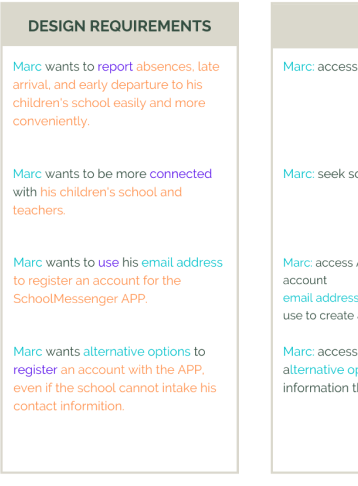 DESIGN REQUIREMENTS
Marc wants to report absences, late
arrival, and early departure to his
children's school easily and more
conveniently.
Marc wants to be more connected
with his children's school and
teachers.
Marc wants to use his email address
to register an account for the
SchoolMessenger APP.
Marc wants alternative options to
register an account with the APP,
even if the school cannot intake his
contact informition.
Marc: access
Marc: seek
Marc: access
account
email address
use to create
Marc: access
alternative
information